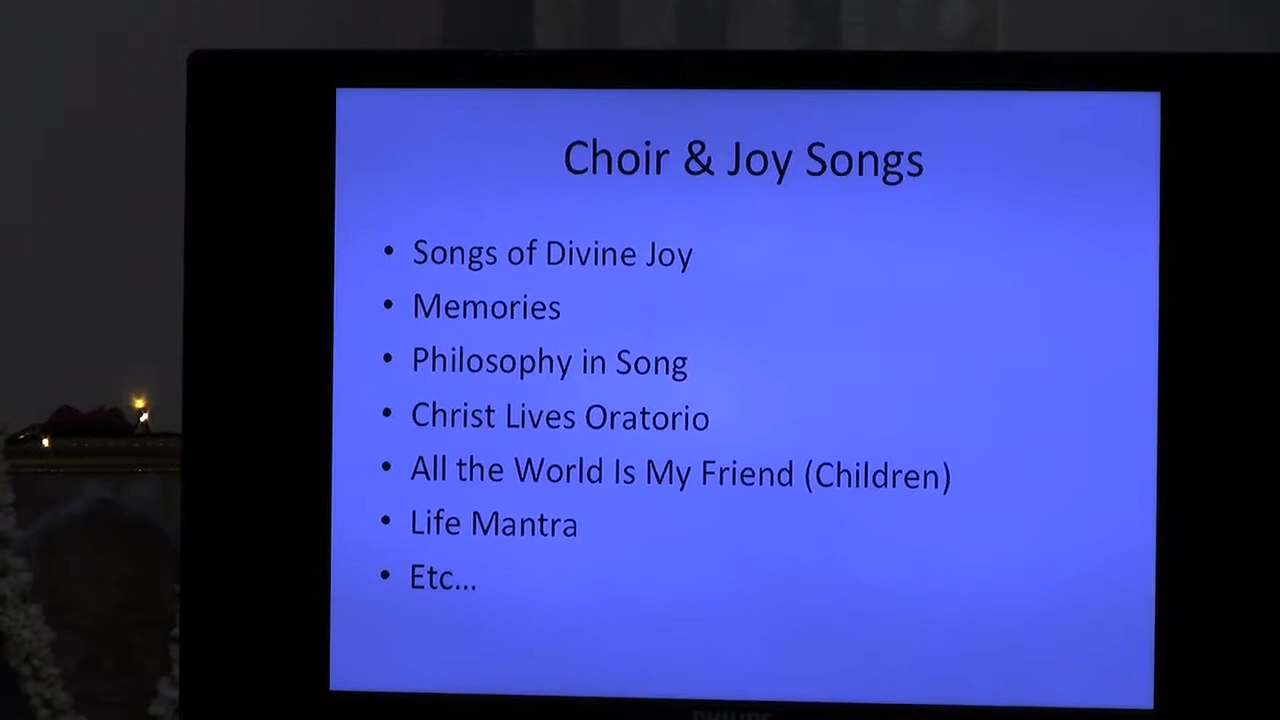 Choir & Joy Songs
• Songs of Divine Joy
• Memories
• Philosophy in Song
• Christ Lives Oratorio
• All the World Is My Friend (Children)
• Life Mantra
• Etc...
PHILIPS